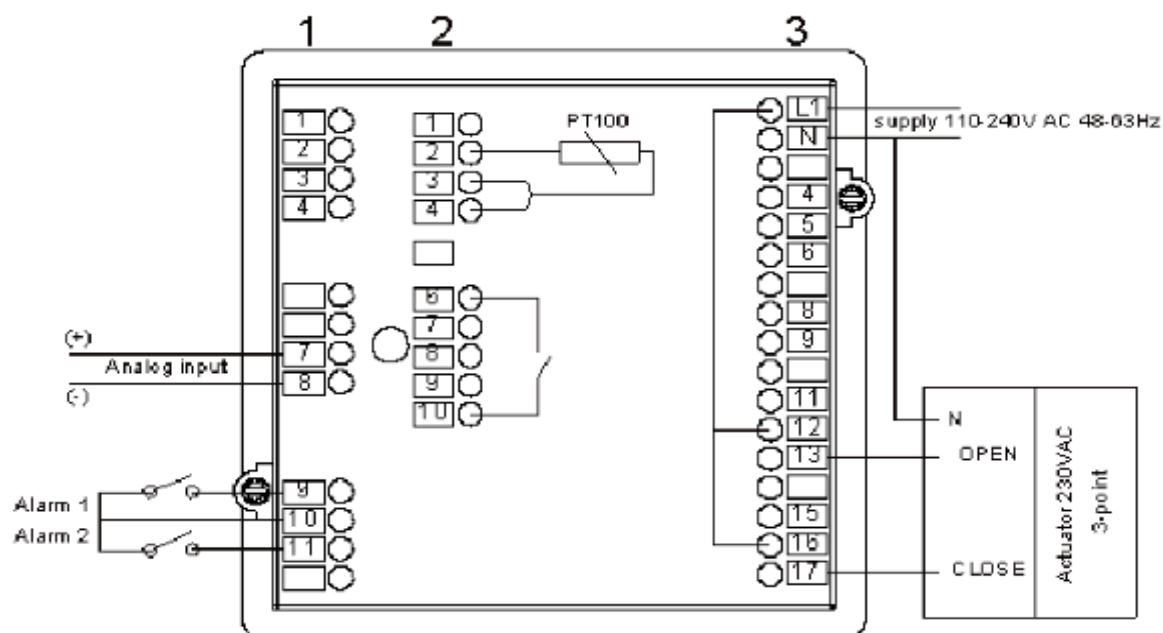 1 2 3
1
2
3
4
7
8
9
10
11
(+)
Analog input
(-)
Alarm 1
Alarm 2
1
2
3
4
6
7
8
9
10
PT100
L1
N
4
5
6
8
9
11
12
13
15
16
17
supply 110-240V AC 48-63Hz
N
OPEN
CLOSE
Actuator 230VAC
3-point